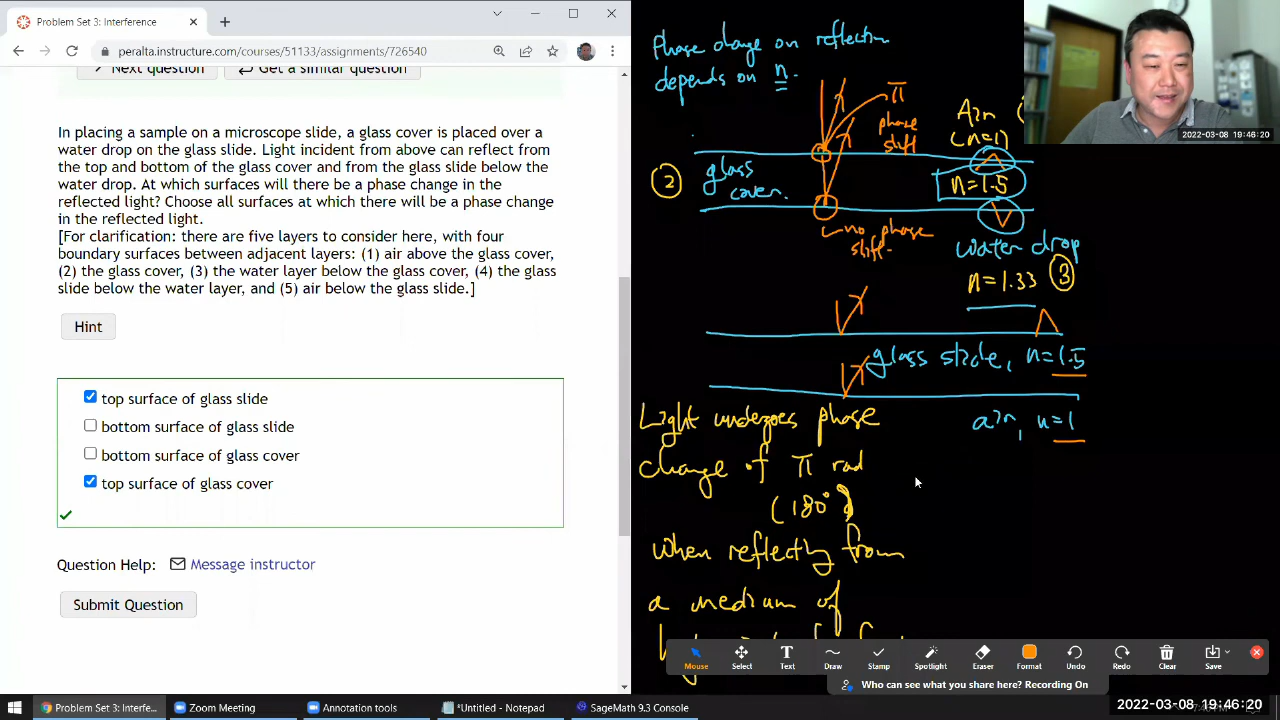 Problem Set 3: Interference
peralta.instructure.com/courses/51133/assignments/726540
Next question
Get a similar question
In placing a sample on a microscope slide, a glass cover is placed over a
water drop on the glass slide. Light incident from above can reflect from
the top and bottom of the glass cover and from the glass slide below the
water drop. At which surfaces will there be a phase change in the
reflected light? Choose all surfaces at which there will be a phase change
in the reflected light.
[For clarification: there are five layers to consider here, with four
boundary surfaces between adjacent layers: (1) air above the glass cover,
(2) the glass cover, (3) the water layer below the glass cover, (4) the glass
slide below the water layer, and (5) air below the glass slide.]
Hint
top surface of glass slide
bottom surface of glass slide
bottom surface of glass cover
top surface of glass cover
Question Help: Message instructor
Submit Question
Phase change on reflection
depends on n.
π
phase
shift
Air
(n=1)
2
glass
cover.
n=1.5
no phase
shift.
water drop
n=1.33 3
glass slide, n=1.5
air, n=1
Light undergoes phase
change of π rad
(180°)
when reflecting from
a medium of
2022-03-08 19:46:20
Mouse
Select
Text
Draw
Stamp
Spotlight
Eraser
Format
Undo
Redo
Clear
Save
Who can see what you share here? Recording On
Problem Set 3: Interfe...
Zoom Meeting
Annotation tools
*Untitled - Notepad
SageMath 9.3 Console
2022-03-08 19:46:20